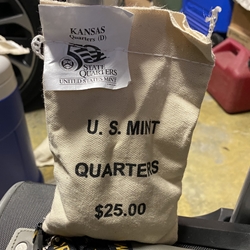 KANSAS
Quarters (D)
50
STATE
QUARTERS
UNITED STATES MINT
U. S. MINT
QUARTERS
$25.00